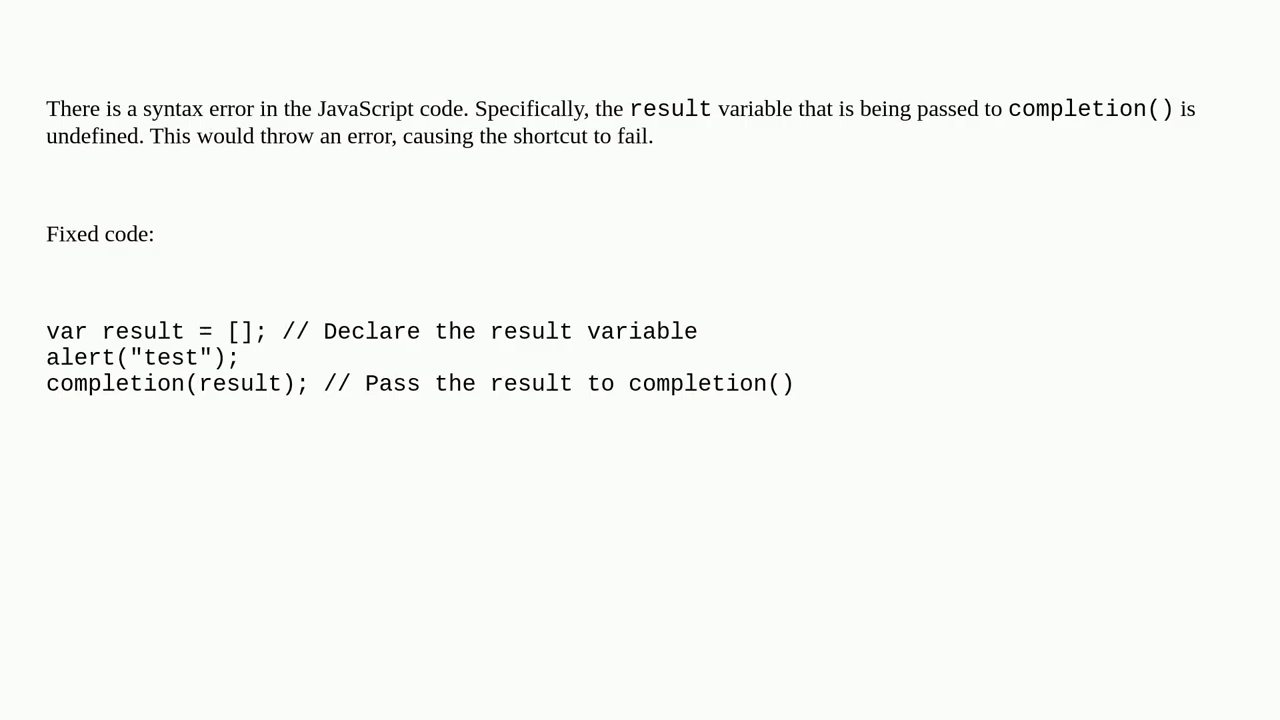 There is a syntax error in the JavaScript code. Specifically, the result variable that is being passed to completion() is
undefined. This would throw an error, causing the shortcut to fail.
Fixed code:
var result = []; // Declare the result variable
alert("test");
completion(result); // Pass the result to completion()